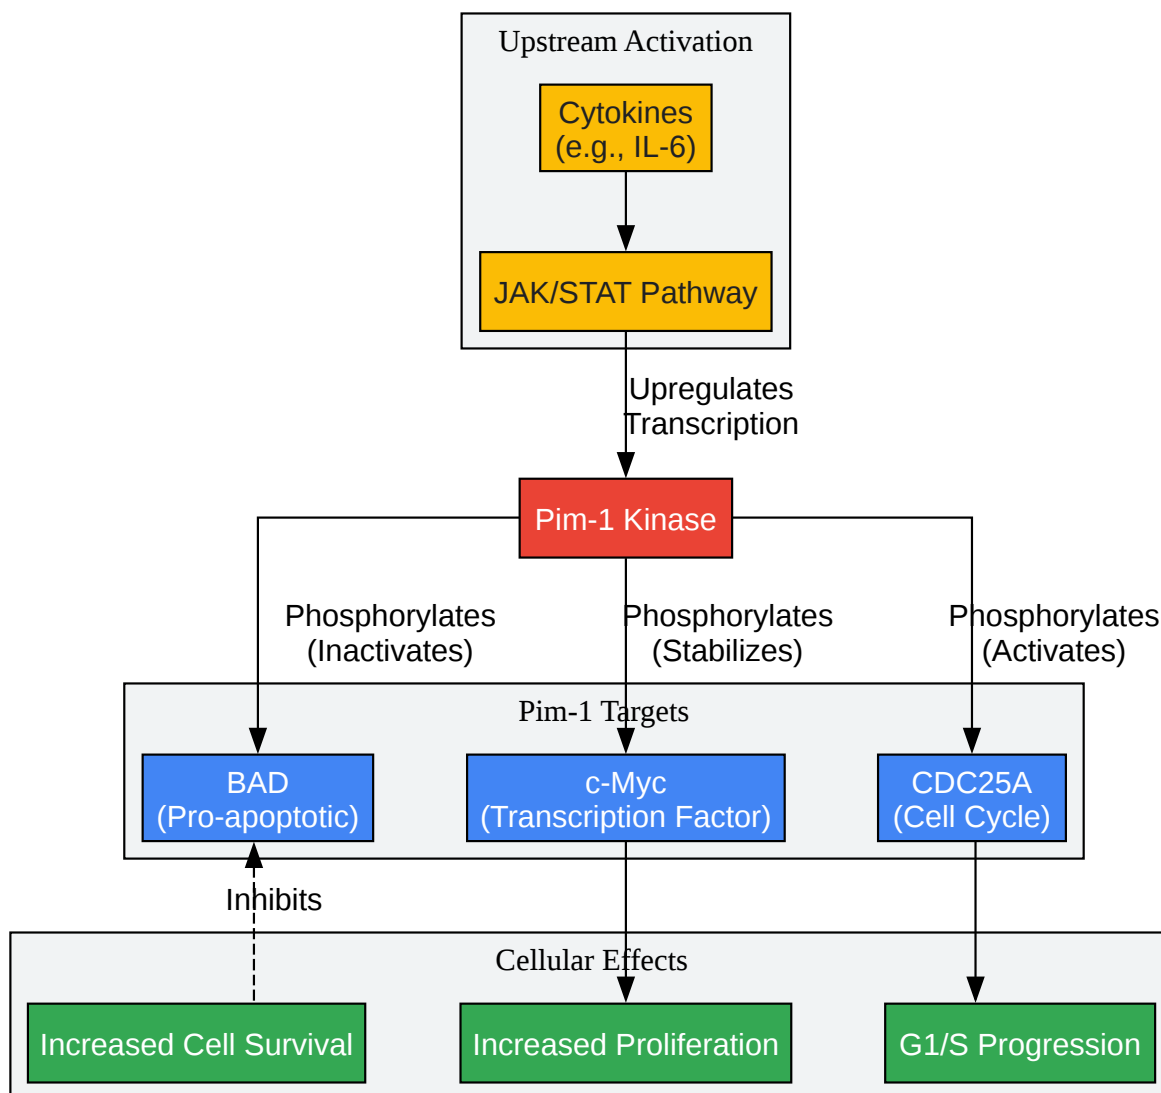 Upstream Activation
Cytokines
(e.g., IL-6)
JAK/STAT Pathway
Upregulates
Transcription
Pim-1 Kinase
Phosphorylates
(Inactivates)
Phosphorylates
(Stabilizes)
Phosphorylates
(Activates)
Pim-1 Targets
BAD
(Pro-apoptotic)
c-Myc
(Transcription Factor)
CDC25A
(Cell Cycle)
Inhibits
Cellular Effects
Increased Cell Survival
Increased Proliferation
G1/S Progression